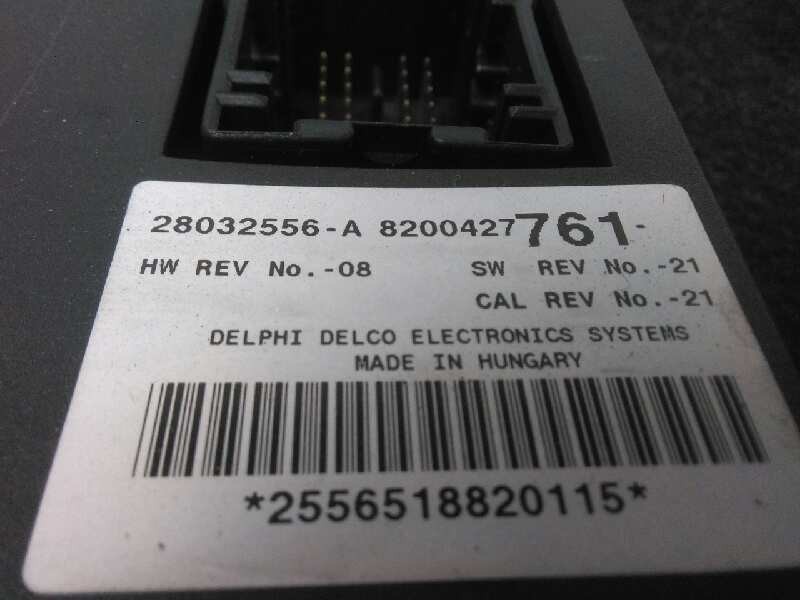 28032556-A 8200427761-
HW REV No.-08 SW REV No.-21
CAL REV No.-21
DELPHI DELCO ELECTRONICS SYSTEMS
MADE IN HUNGARY
*2556518820115*